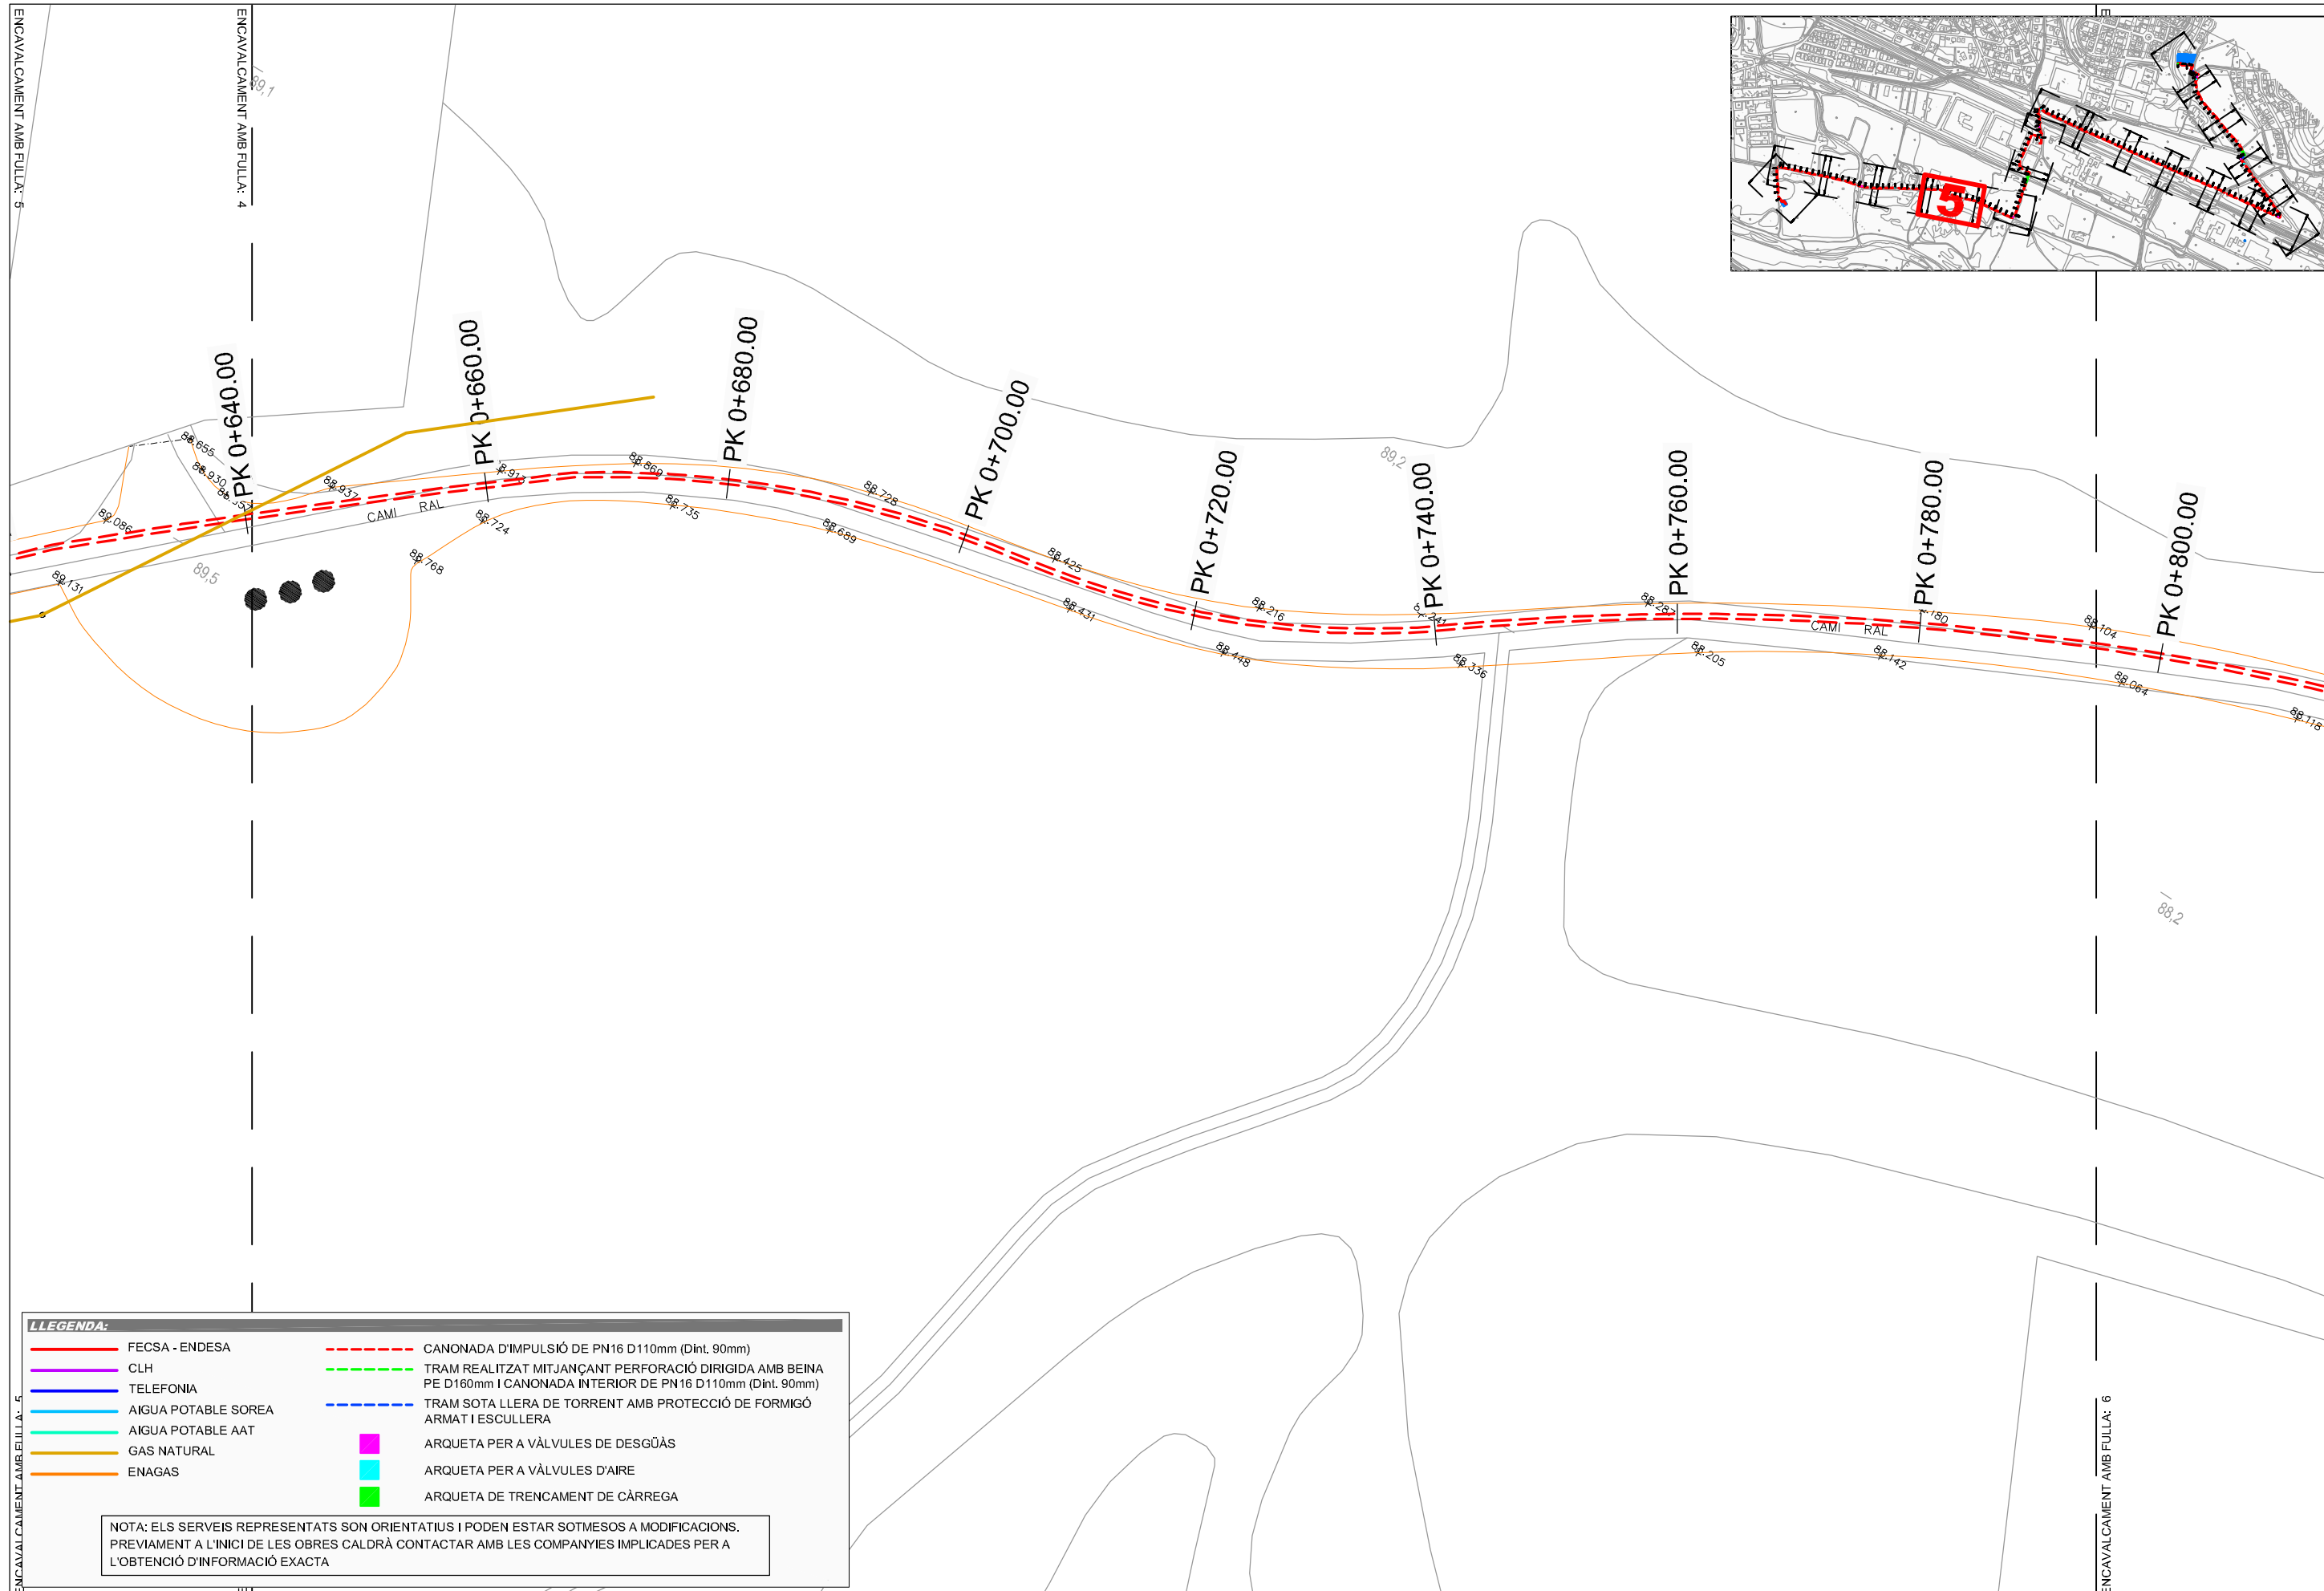 ENCAVALCAMENT AMB FULLA: 5
ENCAVALCAMENT AMB FULLA: 4
89,1
5
PK 0+640.00
PK 0+660.00
PK 0+680.00
PK 0+700.00
PK 0+720.00
PK 0+740.00
PK 0+760.00
PK 0+780.00
PK 0+800.00
88.655
88.930
88.937
88.917
88.869
88.728
89,2
89.086
CAMI RAL
88.724
88.735
88.689
88.768
88.425
89,5
89.131
88.431
88.216
88.241
88.287
88.104
CAMI RAL
88.448
88.336
88.205
88.142
88.064
88.118
88,2
LLEGENDA:
FECSA - ENDESA
CLH
TELEFONIA
AIGUA POTABLE SOREA
AIGUA POTABLE AAT
GAS NATURAL
ENAGAS
CANONADA D'IMPULSIÓ DE PN16 D110mm (Dint. 90mm)
TRAM REALITZAT MITJANÇANT PERFORACIÓ DIRIGIDA AMB BEINA
PE D160mm I CANONADA INTERIOR DE PN16 D110mm (Dint. 90mm)
TRAM SOTA LLERA DE TORRENT AMB PROTECCIÓ DE FORMIGÓ
ARMAT I ESCULLERA
ARQUETA PER A VÀLVULES DE DESGÜÀS
ARQUETA PER A VÀLVULES D'AIRE
ARQUETA DE TRENCAMENT DE CÀRREGA
NOTA: ELS SERVEIS REPRESENTATS SON ORIENTATIUS I PODEN ESTAR SOTMESOS A MODIFICACIONS.
PREVIAMENT A L'INICI DE LES OBRES CALDRÀ CONTACTAR AMB LES COMPANYIES IMPLICADES PER A
L'OBTENCIÓ D'INFORMACIÓ EXACTA
ENCAVALCAMENT AMB FULLA: 5
ENCAVALCAMENT AMB FULLA: 6